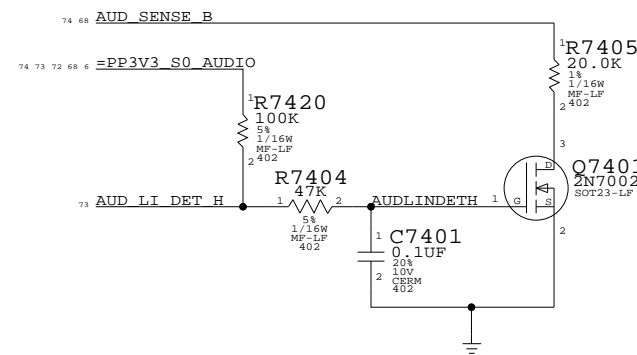 74 68 AUD_SENSE_B
74 73 72 68 6 =PP3V3_S0_AUDIO
1
R7405
20.0K
1%
1/16W
MF-LF
402
2
1
R7420
100K
5%
1/16W
MF-LF
402
2
3
D
Q7401
2N7002
SOT23-LF
G
S
1
2
R7404
47K
1
2
5%
1/16W
MF-LF
402
73 AUD_LI_DET_H
AUDLINDETH
1
C7401
0.1UF
20%
10V
CERM
402
2